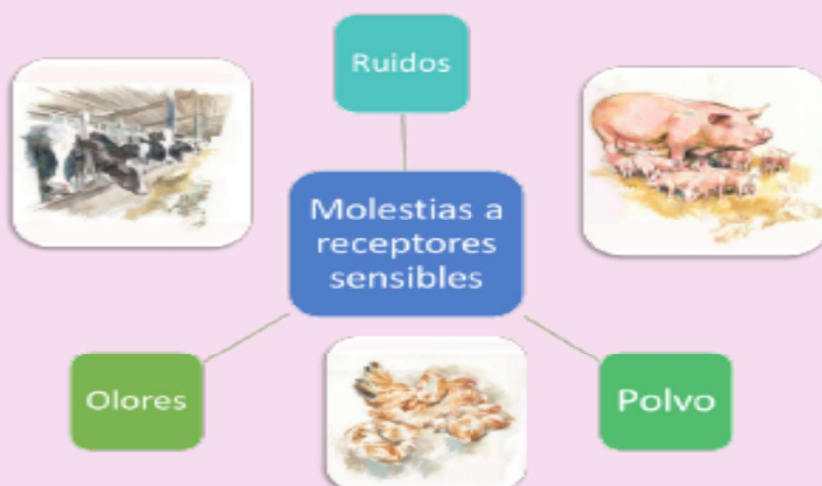 Ruidos
Molestias a
receptores
sensibles
Olores
Polvo